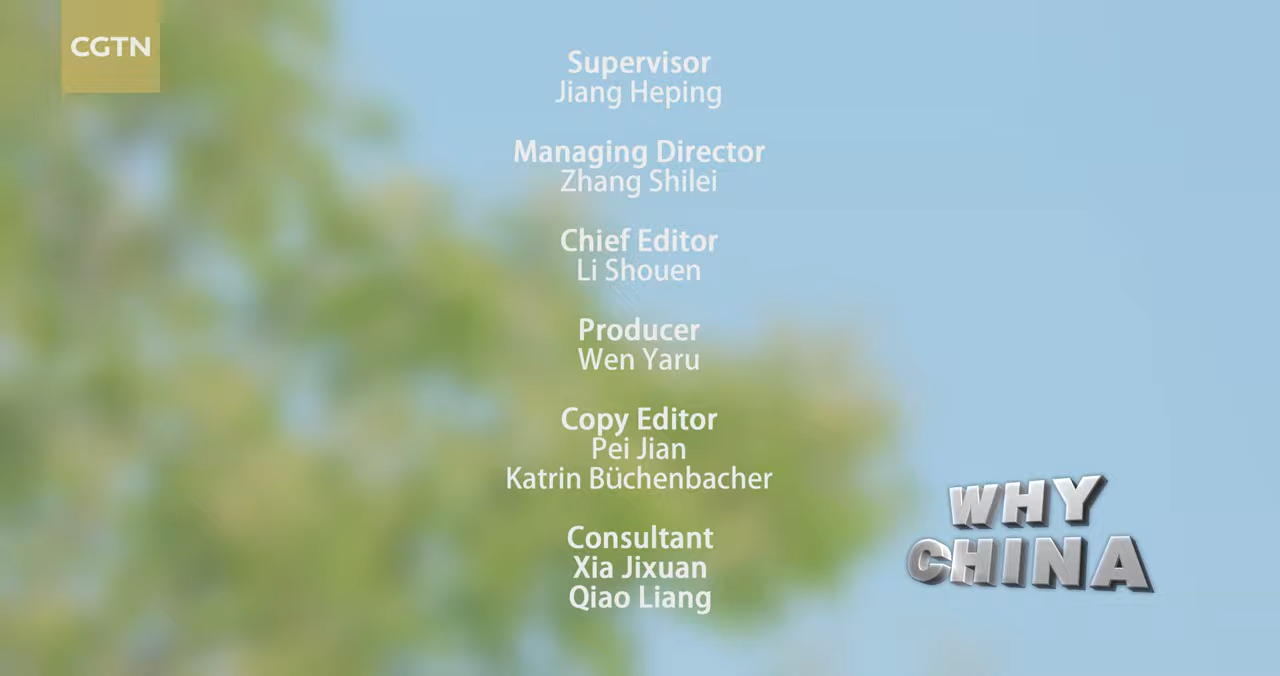 CGTN
Supervisor
Jiang Heping
Managing Director
Zhang Shilei
Chief Editor
Li Shouen
Producer
Wen Yaru
Copy Editor
Pei Jian
Katrin Büchenbacher
Consultant
Xia Jixuan
Qiao Liang
WHY
CHINA